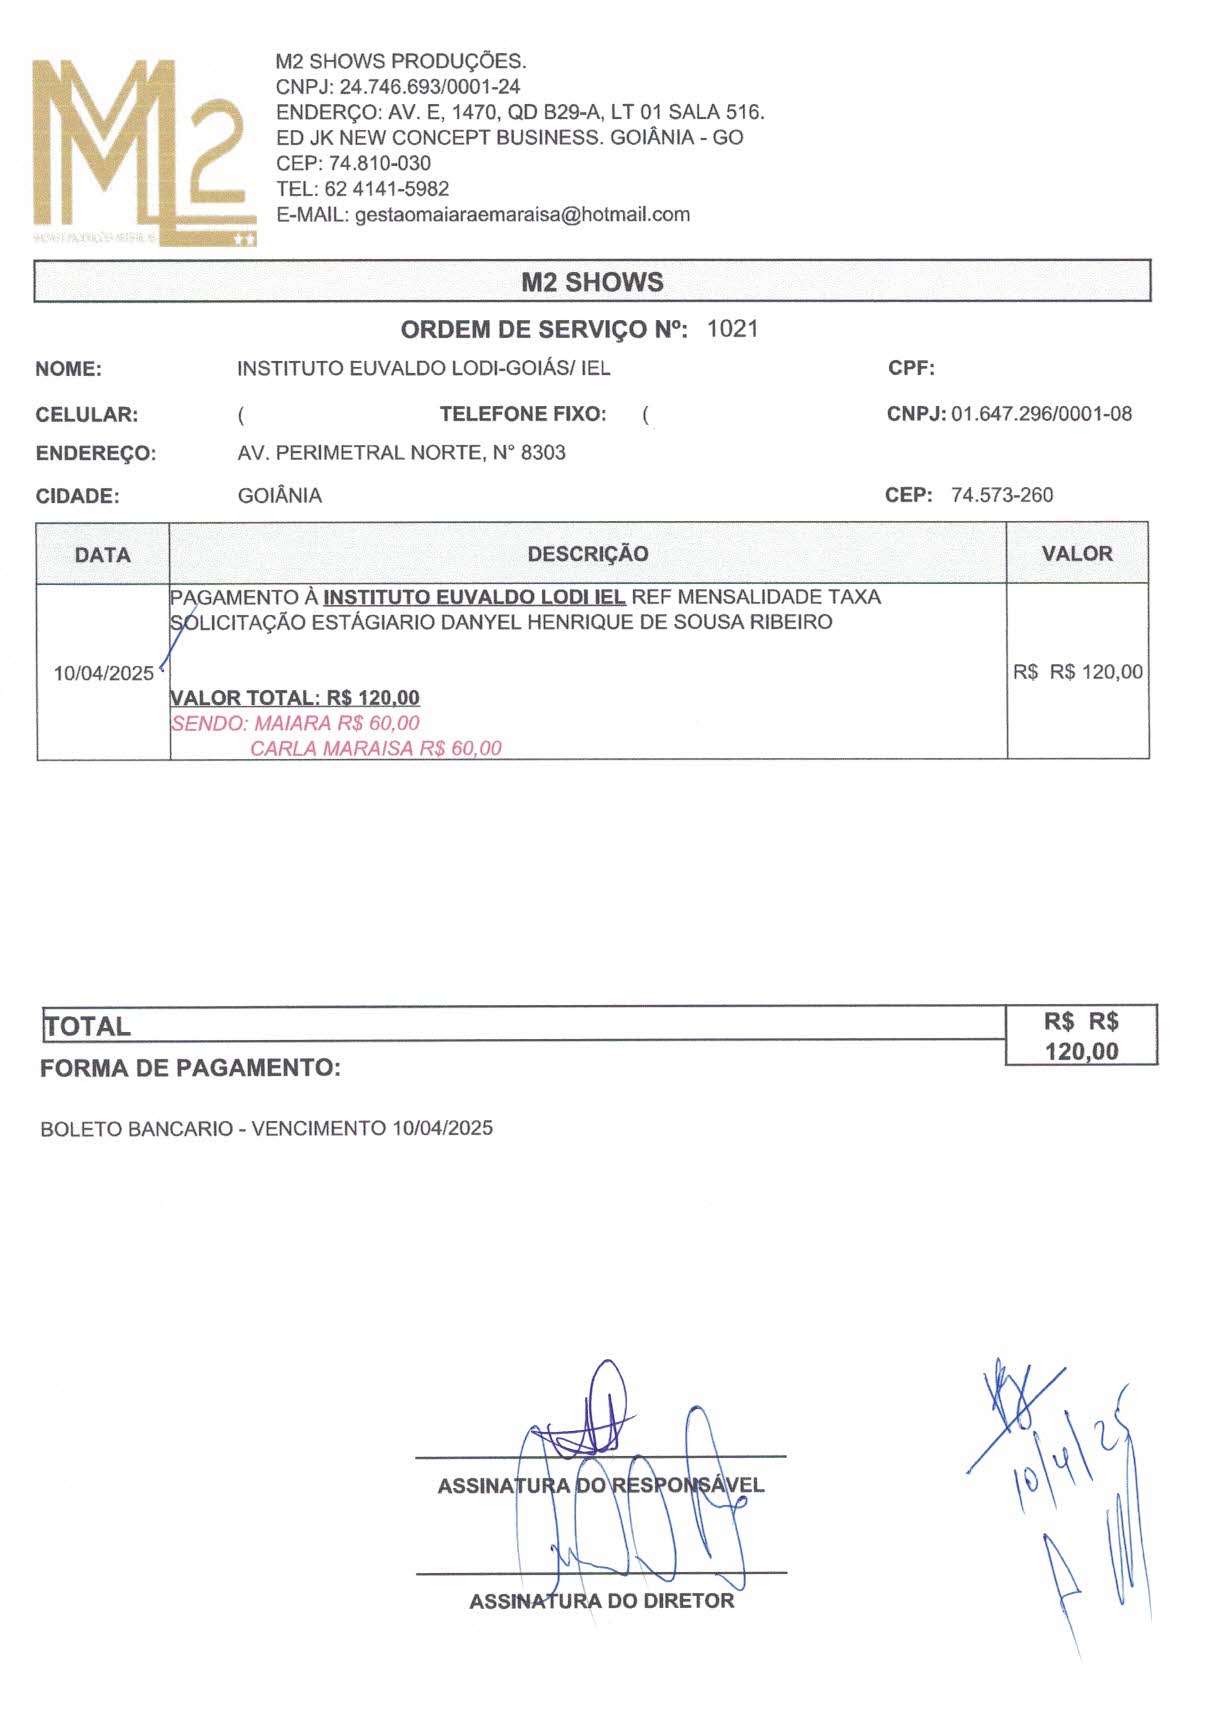 M2 SHOWS PRODUÇÕES.
CNPJ: 24.746.693/0001-24
ENDERÇO: AV. E, 1470, QD B29-A, LT 01 SALA 516.
ED JK NEW CONCEPT BUSINESS. GOIÂNIA - GO
CEP: 74.810-030
TEL: 62 4141-5982
E-MAIL: gestaomaiaraemaraisa@hotmail.com
M2
M2 SHOWS
ORDEM DE SERVIÇO Nº: 1021
NOME: INSTITUTO EUVALDO LODI-GOIÁS/ IEL CPF:
CELULAR: ( TELEFONE FIXO: ( CNPJ: 01.647.296/0001-08
ENDEREÇO: AV. PERIMETRAL NORTE, N° 8303
CIDADE: GOIÂNIA CEP: 74.573-260
DATA DESCRIÇÃO VALOR
PAGAMENTO À INSTITUTO EUVALDO LODI IEL REF MENSALIDADE TAXA
SOLICITAÇÃO ESTÁGIARIO DANYEL HENRIQUE DE SOUSA RIBEIRO
10/04/2025 R$ R$ 120,00
VALOR TOTAL: R$ 120,00
SENDO: MAIARA R$ 60,00
CARLA MARAISA R$ 60,00
TOTAL R$ R$
120,00
FORMA DE PAGAMENTO:
BOLETO BANCARIO - VENCIMENTO 10/04/2025
ASSINATURA DO RESPONSÁVEL
10/4/25
ASSINATURA DO DIRETOR